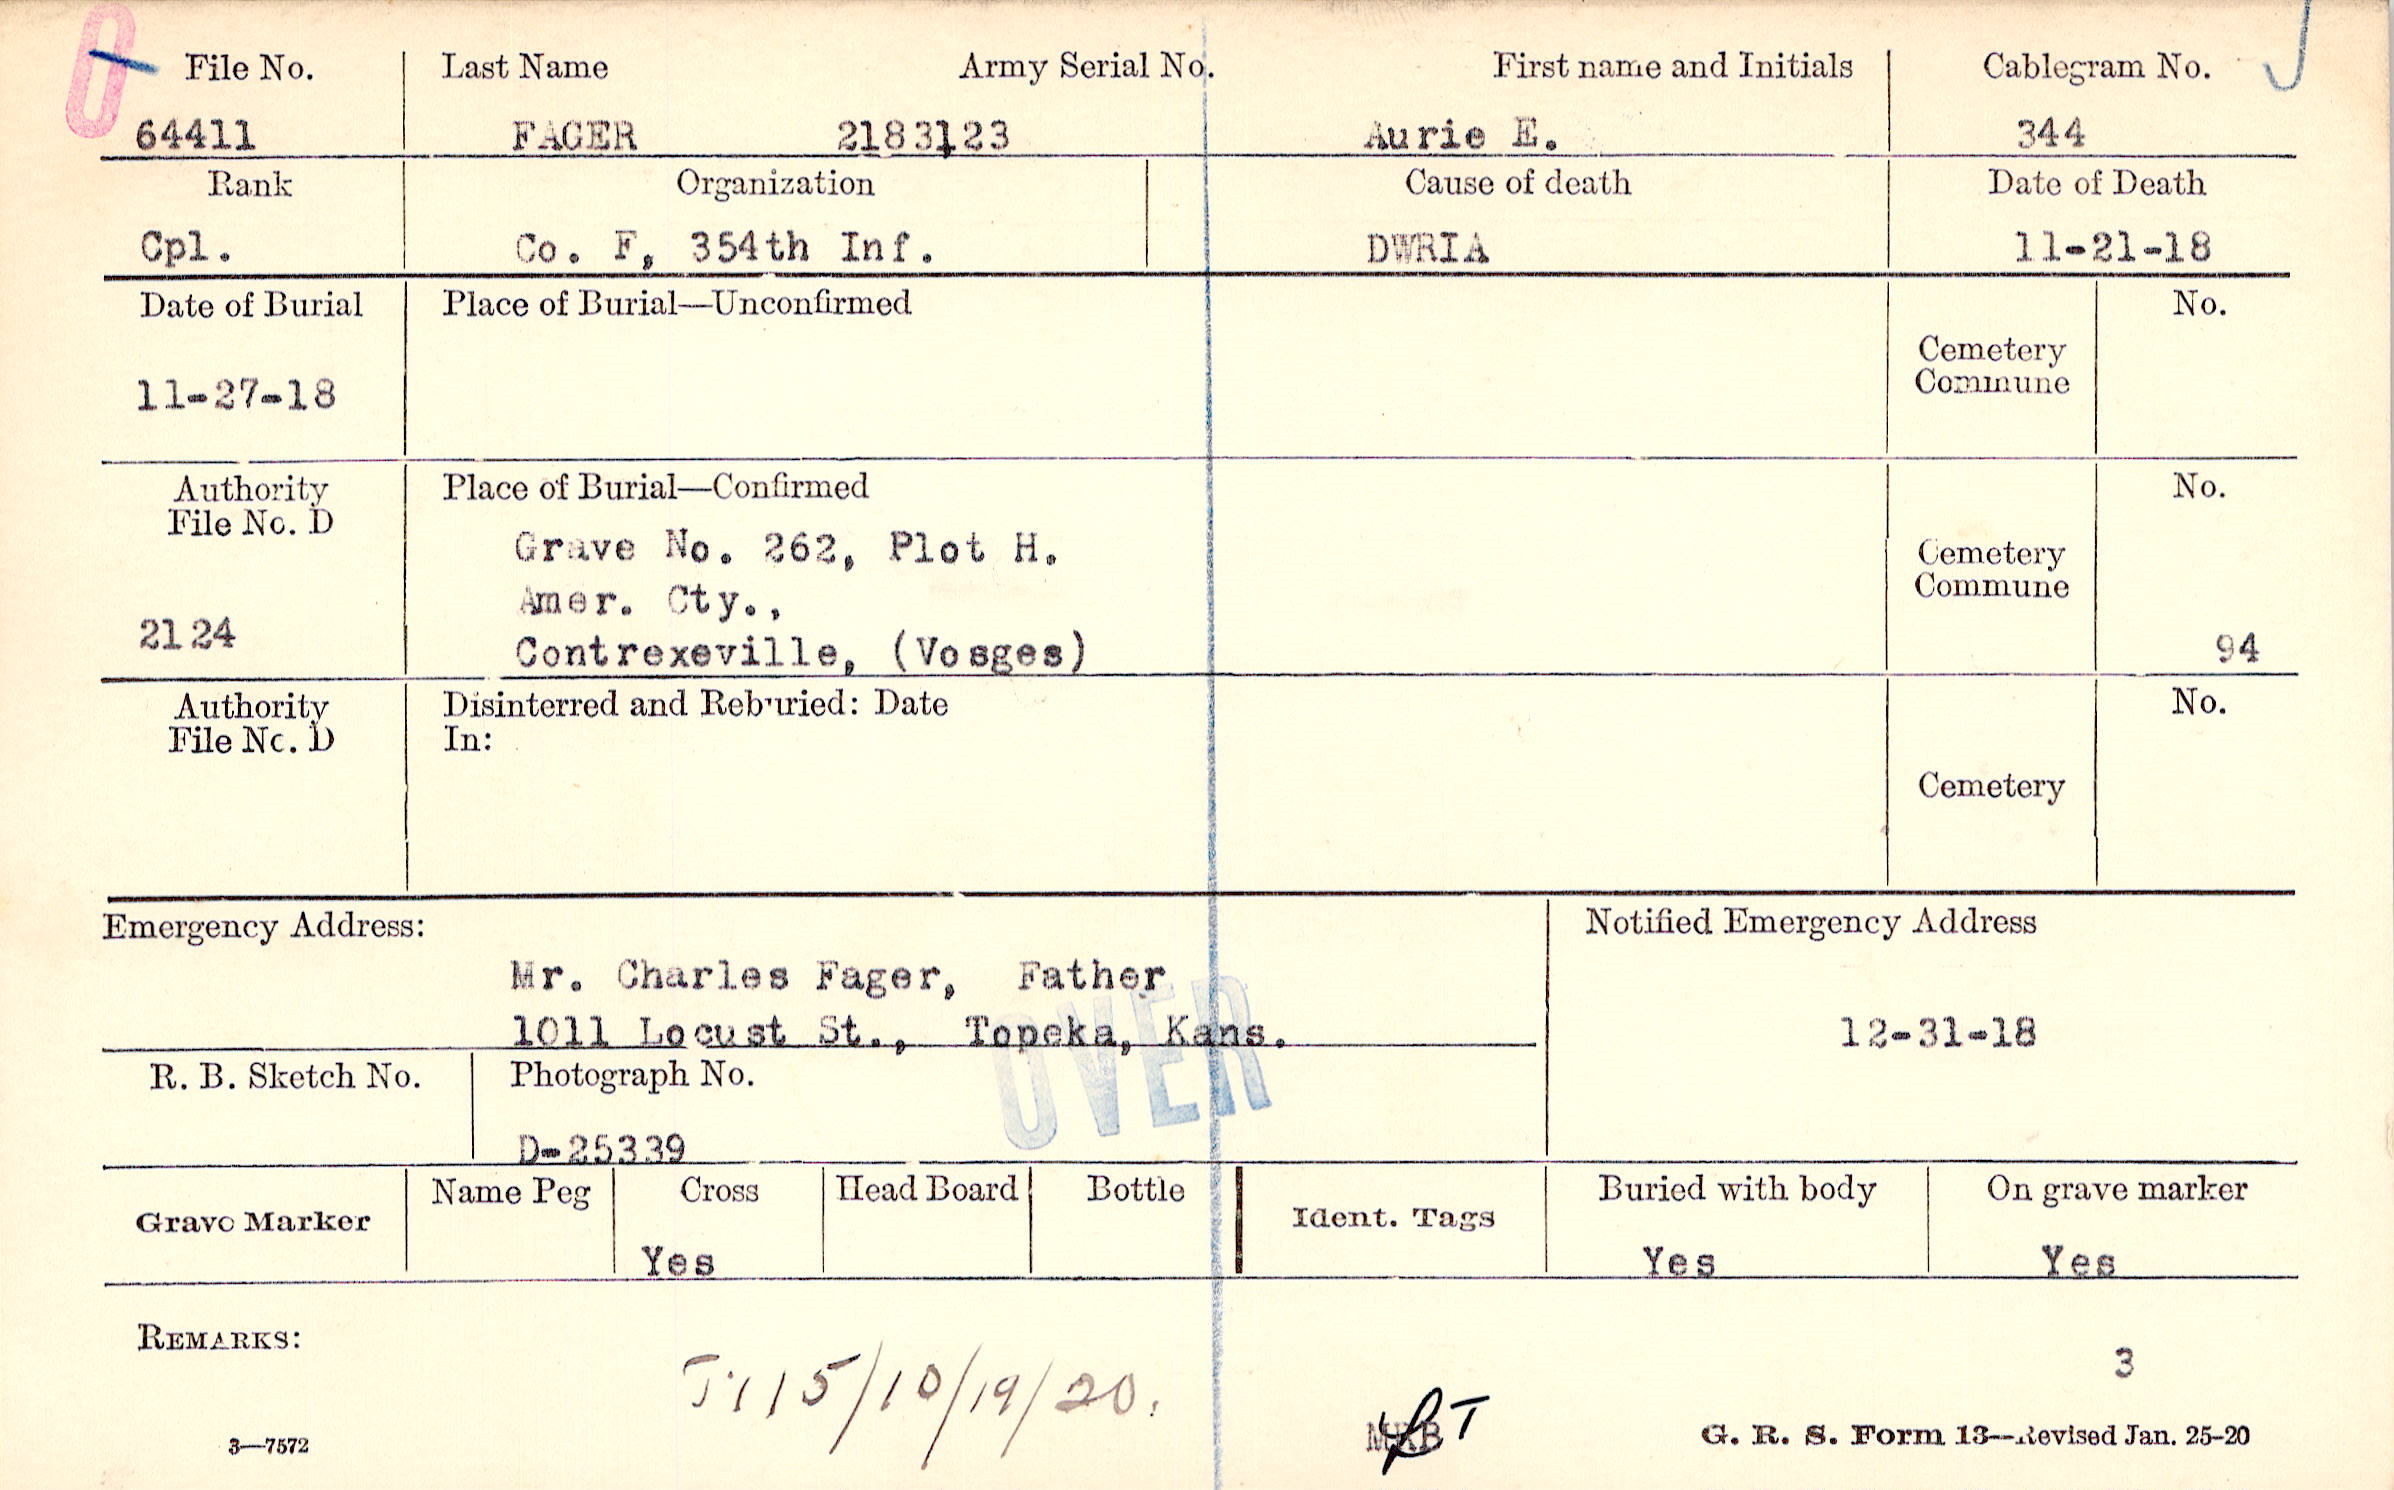 File No. Last Name Army Serial No. First name and Initials Cablegram No.
64411 FAGER 2183123 Aurie E. 344
Rank Organization Cause of death Date of Death
Cpl. Co. F, 354th Inf. DWRIA 11-21-18
Date of Burial Place of Burial—Unconfirmed No.
Cemetery
Commune
11-27-18
Authority Place of Burial—Confirmed No.
File No. D
Grave No. 262, Plot H.
Cemetery
Commune
Amer. Cty.,
2124
Contrexeville, (Vosges) 94
Authority Disinterred and Reburied: Date No.
File No. D In:
Cemetery
Emergency Address: Notified Emergency Address
Mr. Charles Fager, Father
1011 Locust St., Topeka, Kans. 12-31-18
OVER
R. B. Sketch No. Photograph No.
D-25339
Grave Marker Name Peg Cross Head Board Bottle Ident. Tags Buried with body On grave marker
Yes Yes Yes
REMARKS:
3
115/10/19/20.
MRB
3—7572 G. R. S. Form 13—Revised Jan. 25-20